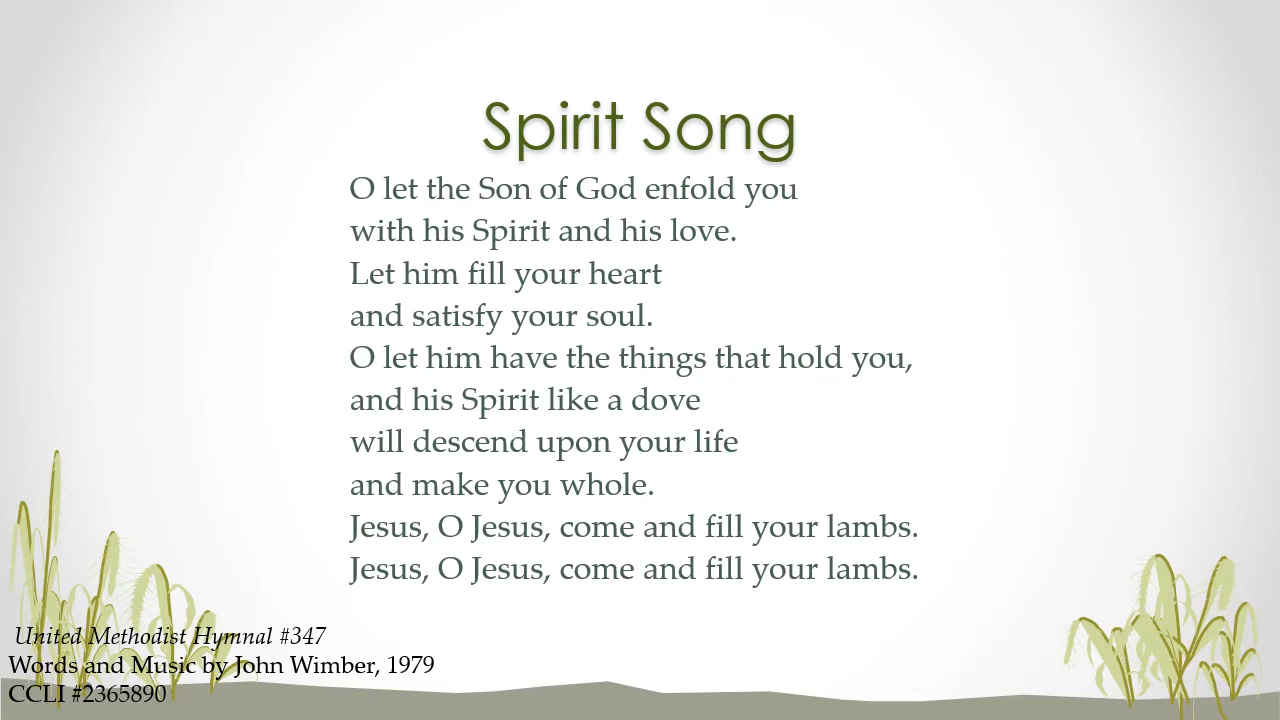 Spirit Song
O let the Son of God enfold you
with his Spirit and his love.
Let him fill your heart
and satisfy your soul.
O let him have the things that hold you,
and his Spirit like a dove
will descend upon your life
and make you whole.
Jesus, O Jesus, come and fill your lambs.
Jesus, O Jesus, come and fill your lambs.
United Methodist Hymnal #347
Words and Music by John Wimber, 1979
CCLI #2365890